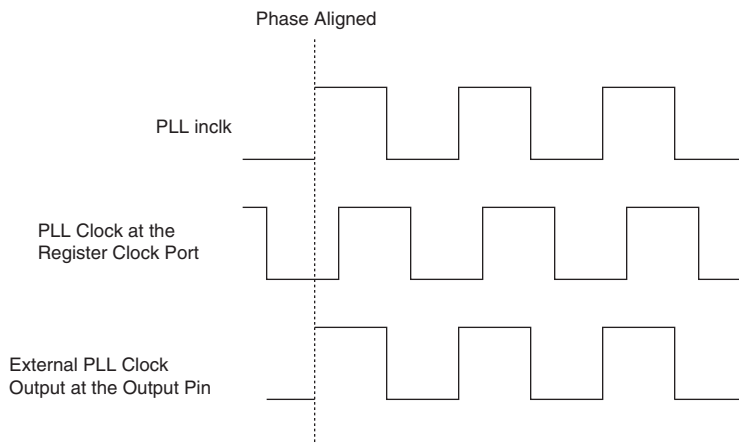 Phase Aligned
PLL inclk
PLL Clock at the
Register Clock Port
External PLL Clock
Output at the Output Pin